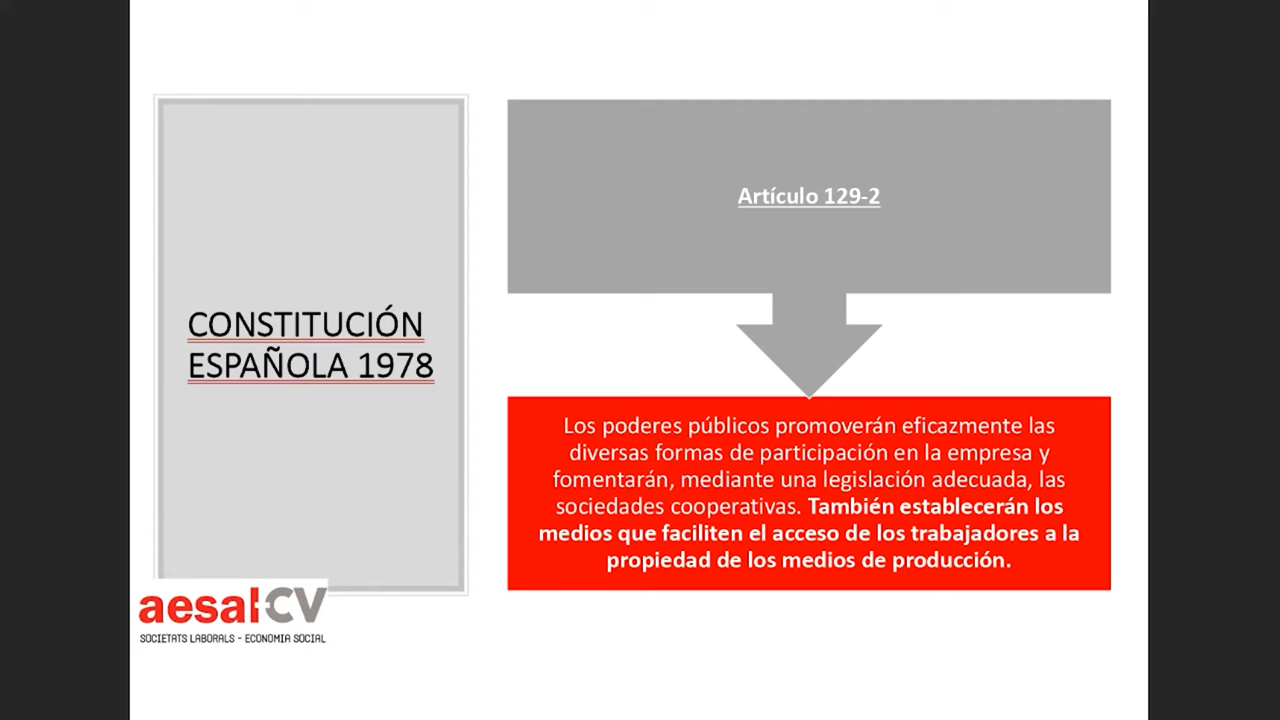 CONSTITUCIÓN
ESPAÑOLA 1978
Artículo 129-2
Los poderes públicos promoverán eficazmente las
diversas formas de participación en la empresa y
fomentarán, mediante una legislación adecuada, las
sociedades cooperativas. También establecerán los
medios que faciliten el acceso de los trabajadores a la
propiedad de los medios de producción.
aesal-CV
SOCIETATS LABORALS - ECONOMIA SOCIAL